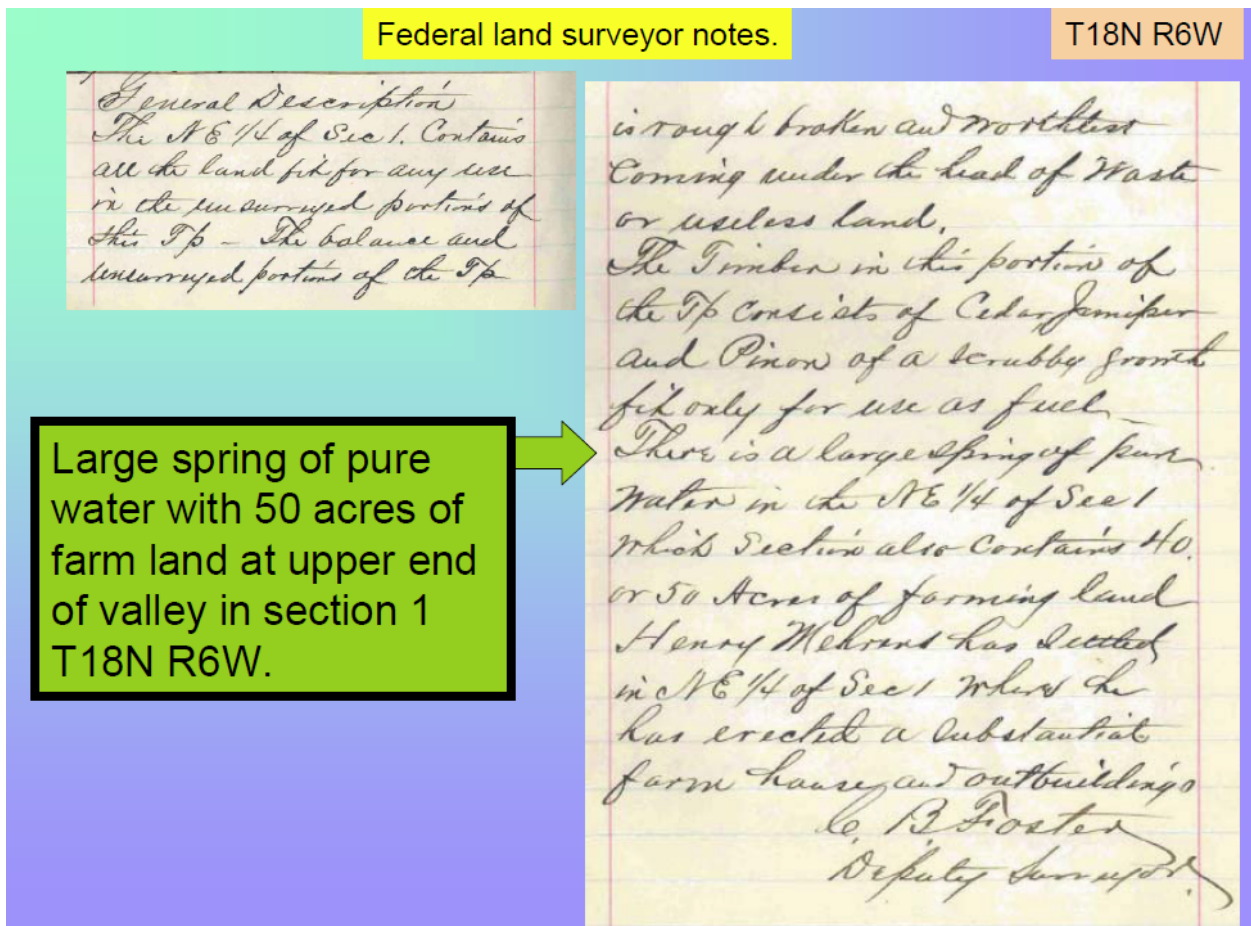 Federal land surveyor notes.
T18N R6W
General Description
The NE 1/4 of Sec 1. Contains
all the land fit for any use
in the unsurveyed portions of
this Tp – The balance and
unsurveyed portions of the Tp
is rough broken and worthless
Coming under the head of Waste
or useless land.
The Timber in this portion of
the Tp consists of Cedar, Juniper
and Pinon of a scrubby growth
fit only for use as fuel –
There is a large spring of pure
water in the NE 1/4 of Sec 1
which Section also contains 40.
or 50 Acres of farming land
Henry Mehrens has settled
in NE 1/4 of Sec 1 where he
has erected a substantial
farm house and outbuildings
C. B. Foster
Deputy Surveyor.
Large spring of pure
water with 50 acres of
farm land at upper end
of valley in section 1
T18N R6W.